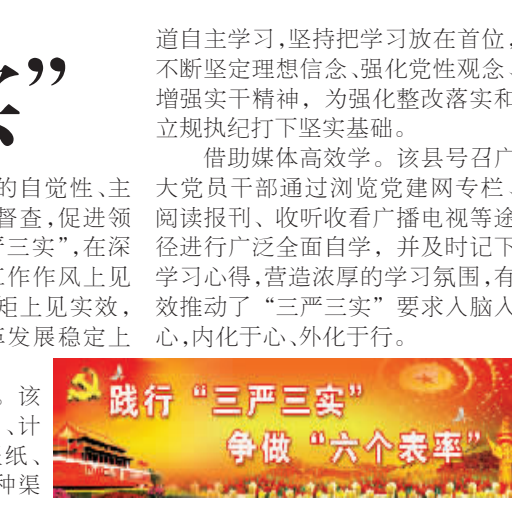 实”
的自觉性、主
督查,促进领
严三实”,在深
工作作风上见
矩上见实效,
革发展稳定上
。该
、计
纸、
种渠
道自主学习,坚持把学习放在首位,
不断坚定理想信念、强化党性观念、
增强实干精神，为强化整改落实和
立规执纪打下坚实基础。
借助媒体高效学。该县号召广
大党员干部通过浏览党建网专栏、
阅读报刊、收听收看广播电视等途
径进行广泛全面自学，并及时记下
学习心得,营造浓厚的学习氛围,有
效推动了“三严三实”要求入脑入
心,内化于心、外化于行。
践行“三严三实”
争做“六个表率”